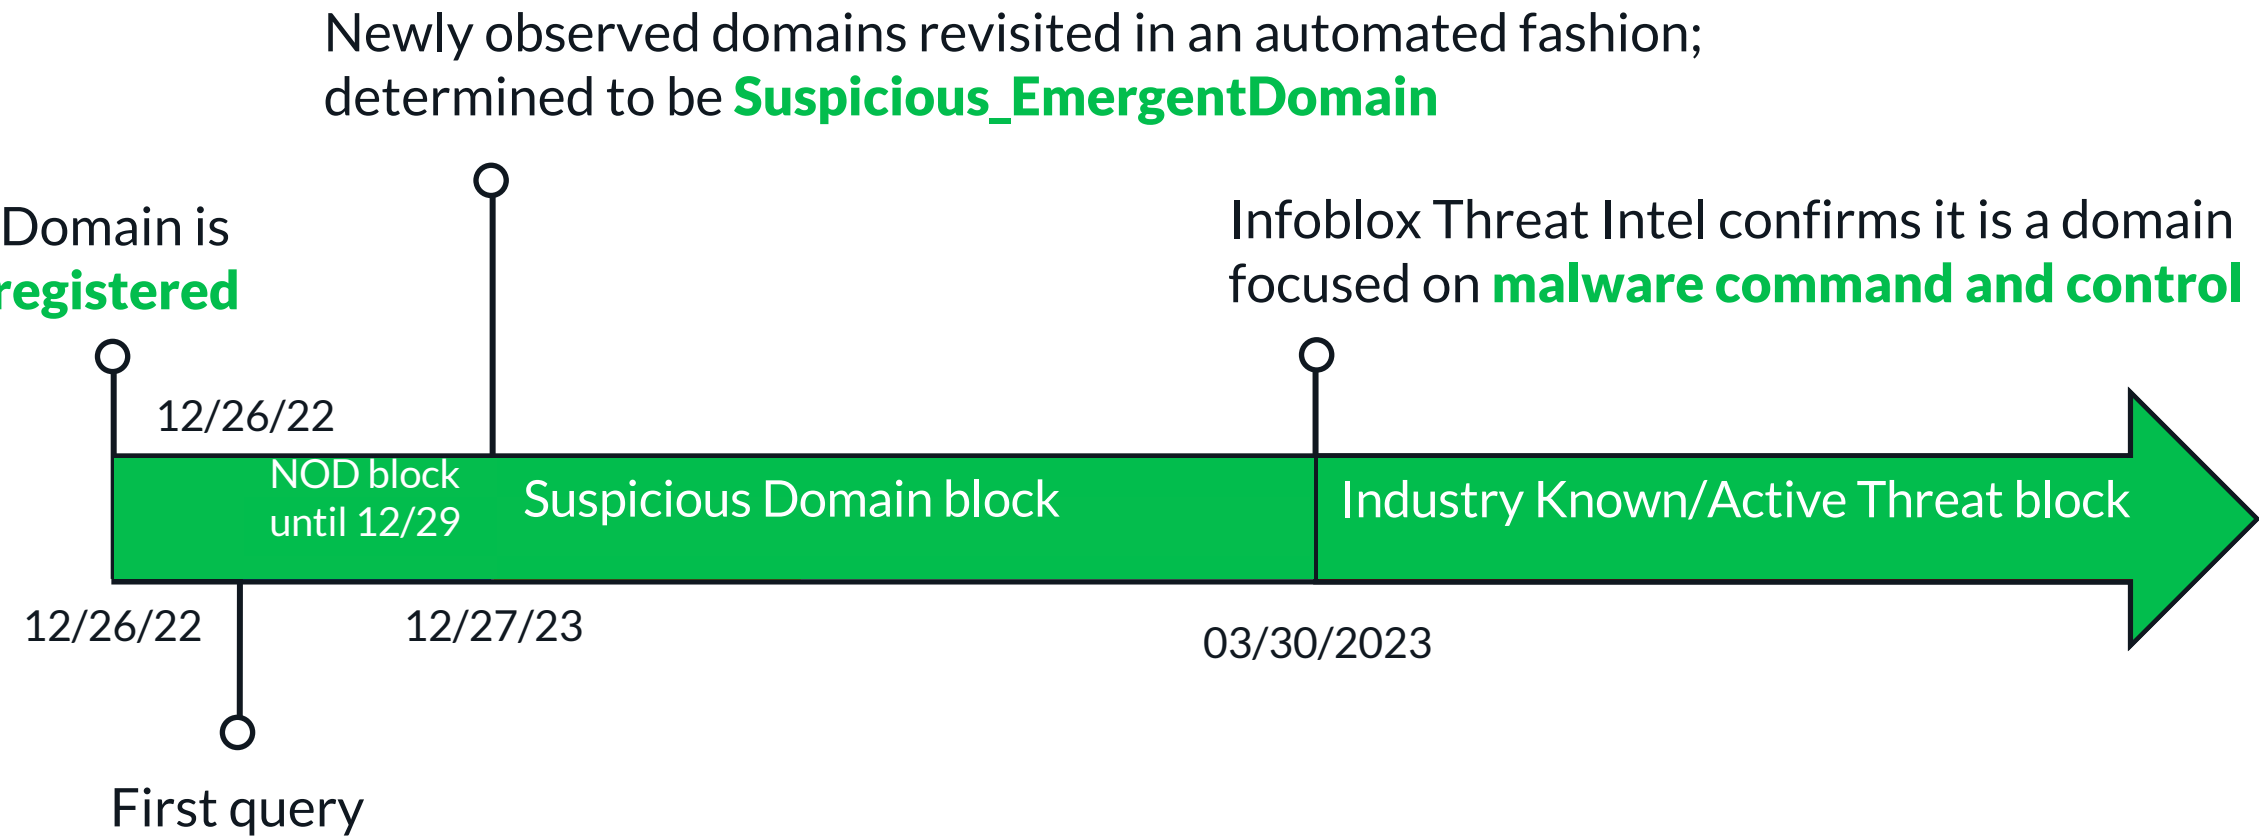 Newly observed domains revisited in an automated fashion;
determined to be Suspicious_EmergentDomain
Domain is
registered
Infoblox Threat Intel confirms it is a domain
focused on malware command and control
12/26/22
NOD block
until 12/29
Suspicious Domain block
Industry Known/Active Threat block
12/26/22
12/27/23
03/30/2023
First query